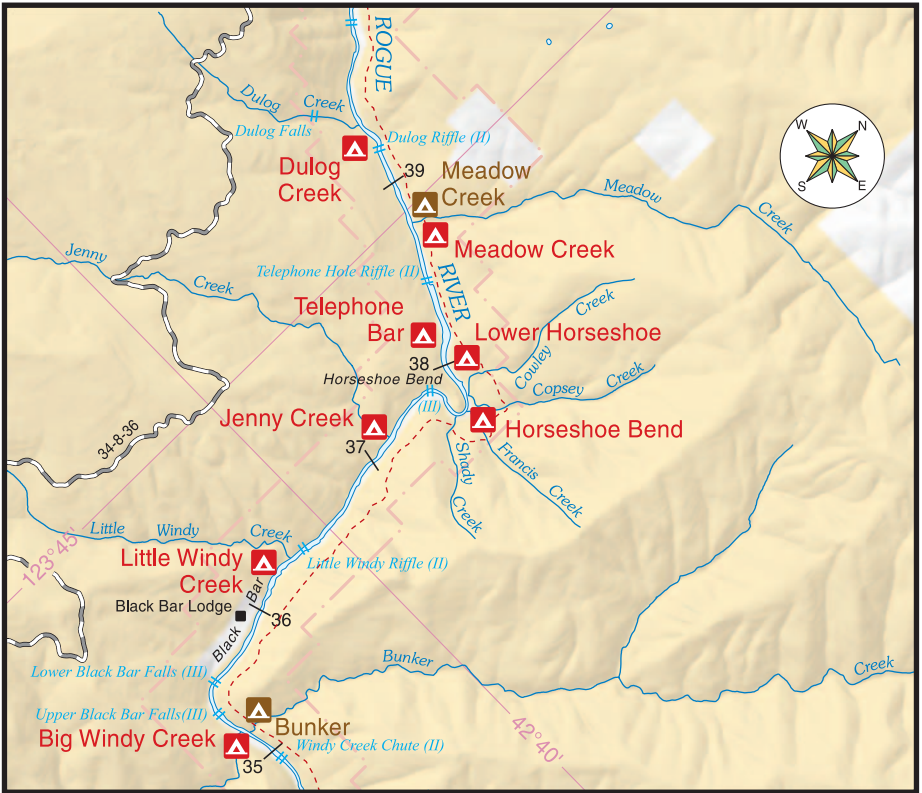 ROGUE
RIVER
Dulog
Creek
Dulog Falls
Dulog Riffle (II)
W
N
S
E
Dulog
Creek
39
Meadow
Creek
Meadow
Creek
Meadow Creek
Jenny
Creek
Telephone Hole Riffle (II)
Telephone
Bar
Lower Horseshoe
Creek
Cowley
38
Horseshoe Bend
(III)
Copsey
Creek
Jenny Creek
Horseshoe Bend
37
34-8-36
Shady
Creek
Francis
Creek
Little
Windy
Creek
123°45'
Little Windy
Creek
Little Windy Riffle (II)
Black Bar Lodge
Black
Bar
36
Lower Black Bar Falls (III)
Bunker
Creek
Upper Black Bar Falls(III)
Bunker
Big Windy Creek
35
Windy Creek Chute (II)
42°40'